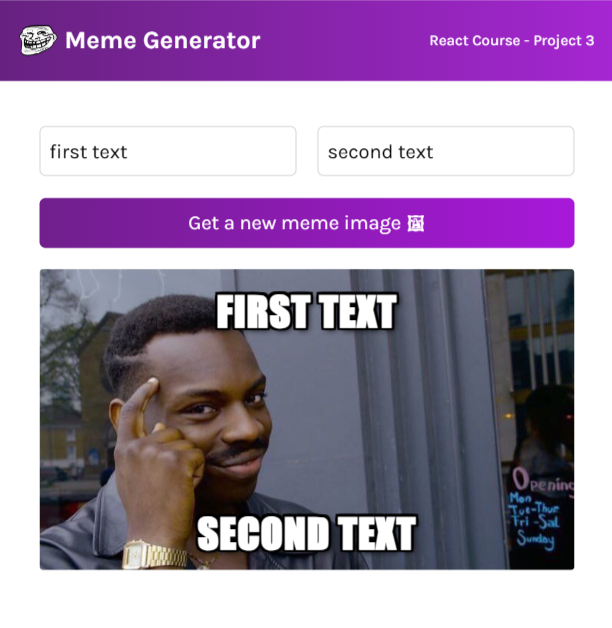 Meme Generator
React Course - Project 3
first text
second text
Get a new meme image 🖼
FIRST TEXT
Opening
Mon
Tue-Thur
Fri -Sat
Sunday
SECOND TEXT